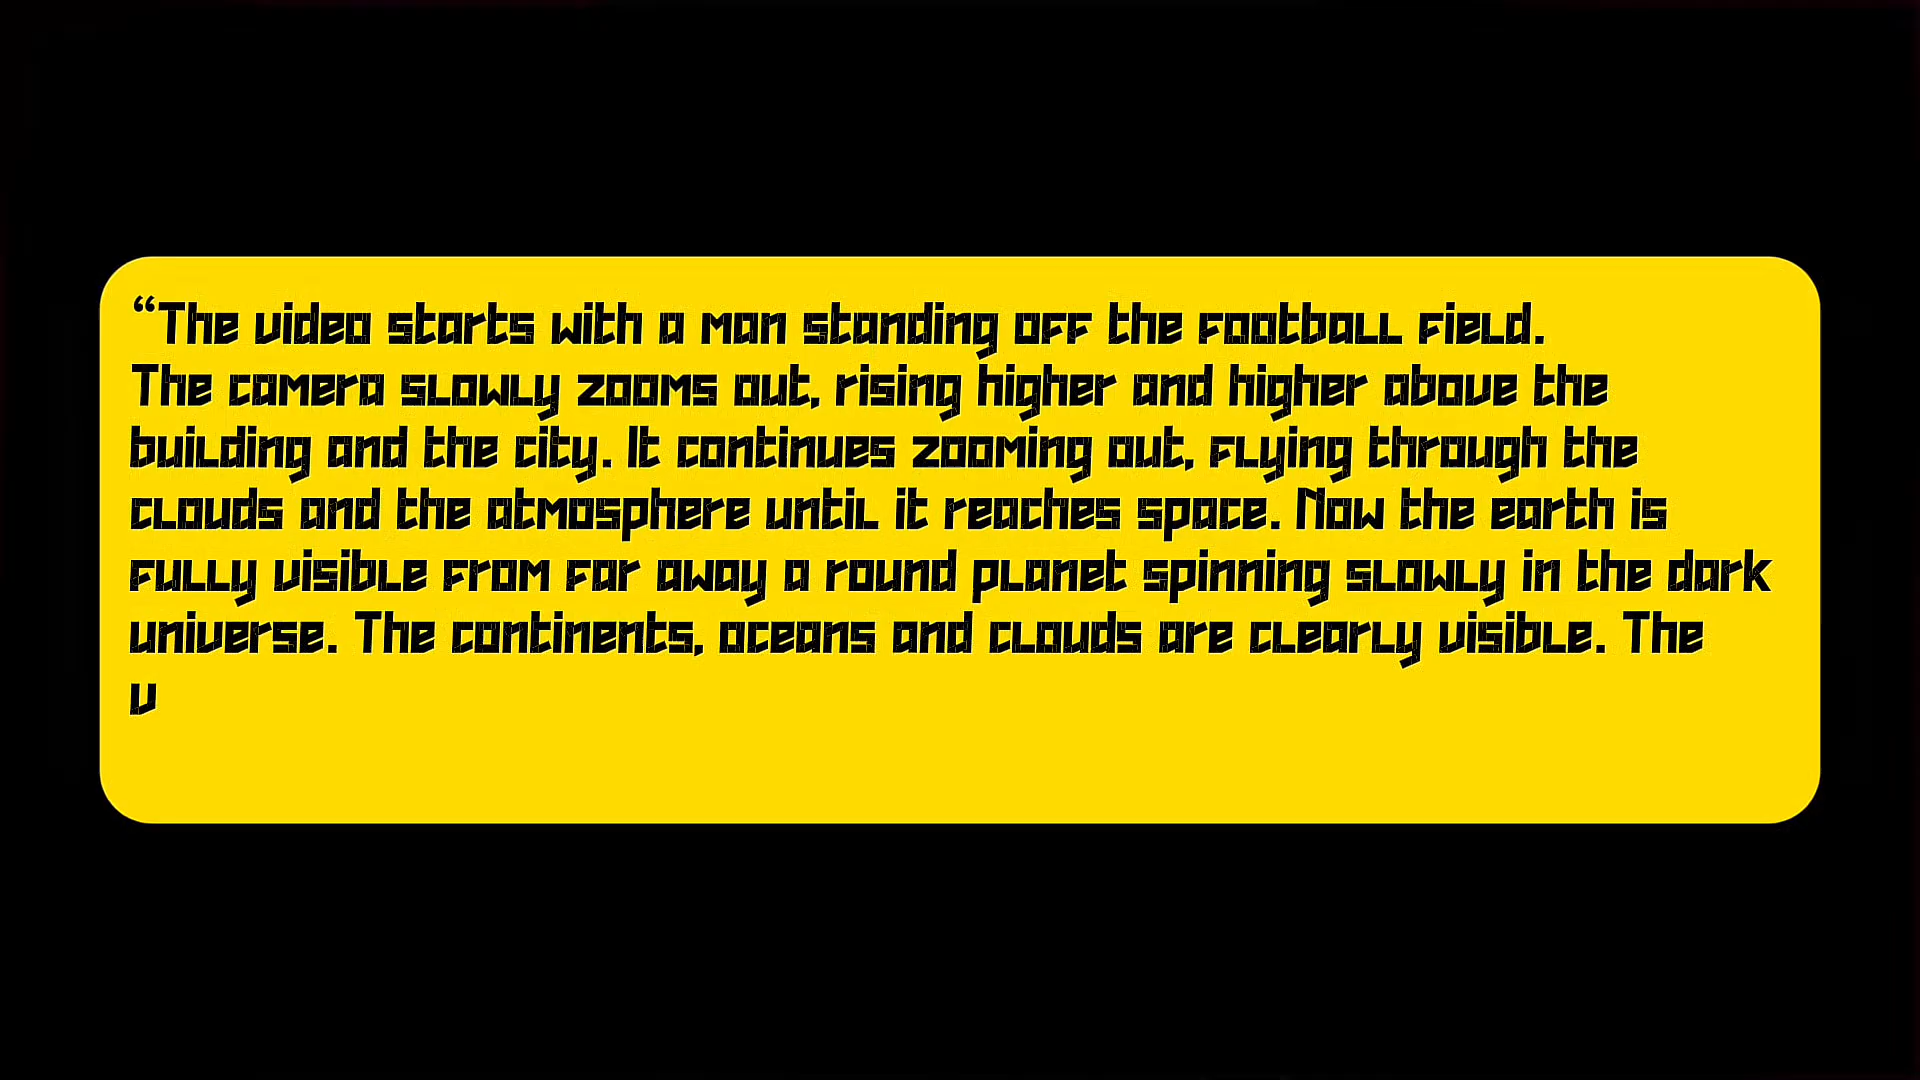 “The video starts with a man standing off the football field.
The camera slowly zooms out, rising higher and higher above the
building and the city. It continues zooming out, flying through the
clouds and the atmosphere until it reaches space. Now the earth is
fully visible from far away a round planet spinning slowly in the dark
universe. The continents, oceans and clouds are clearly visible. The
v